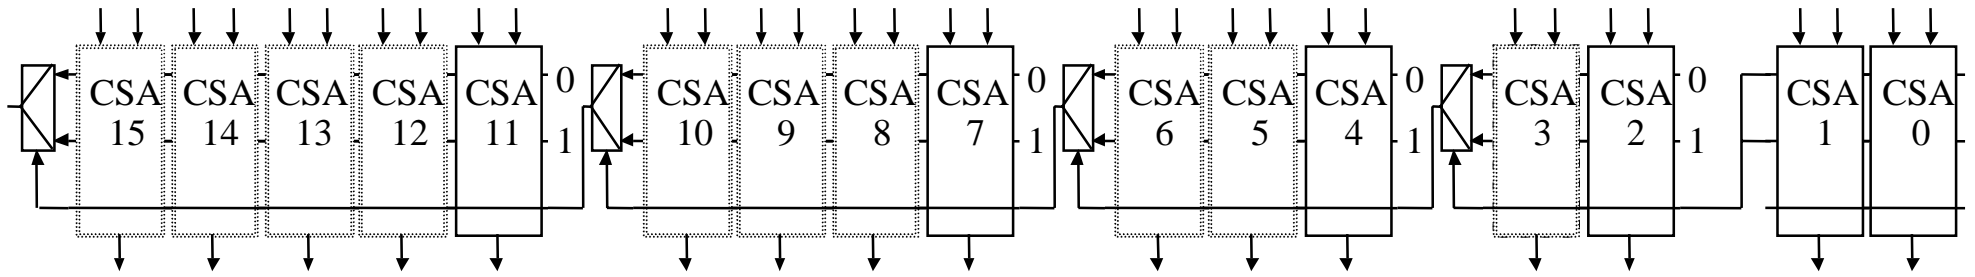 CSA 15
CSA 14
CSA 13
CSA 12
CSA 11
0
1
CSA 10
CSA 9
CSA 8
CSA 7
0
1
CSA 6
CSA 5
CSA 4
0
1
CSA 3
CSA 2
0
1
CSA 1
CSA 0